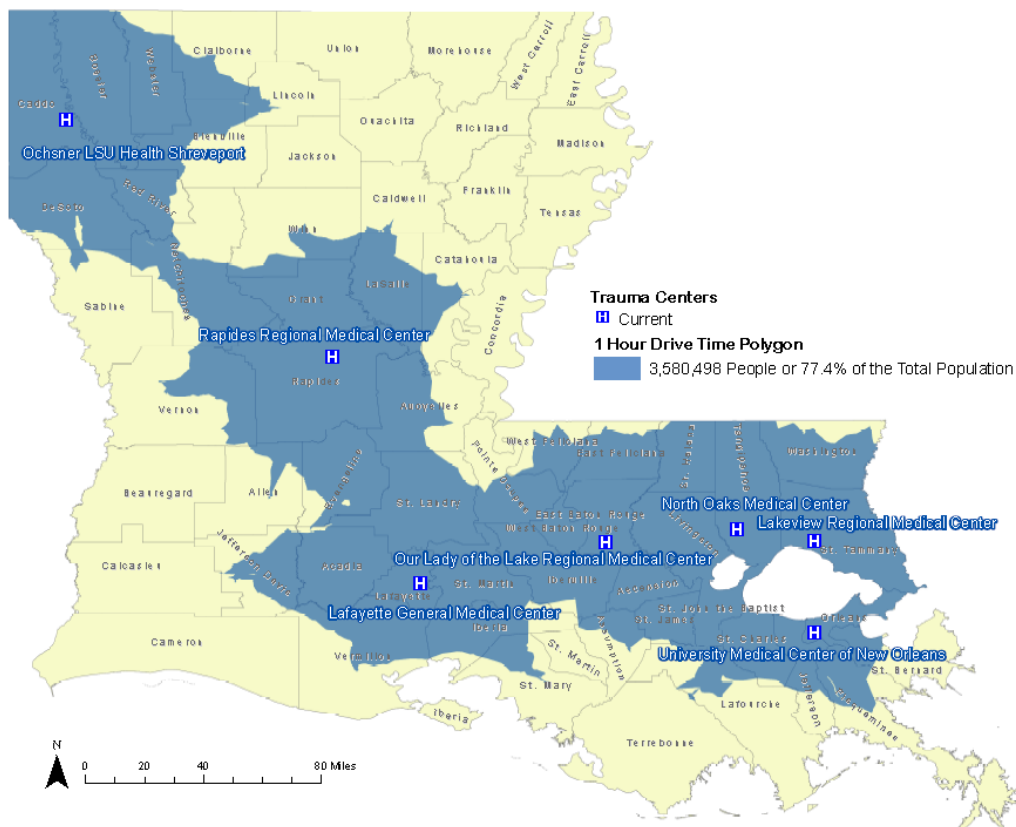 Claiborne
Union
Morehouse
West Carroll
East Carroll
Webster
Bossier
Caddo
Lincoln
Ouachita
Richland
Madison
Bienville
Jackson
Ochsner LSU Health Shreveport
Franklin
Caldwell
Tensas
Red River
DeSoto
Winn
Natchitoches
Catahoula
LaSalle
Sabine
Grant
Concordia
Trauma Centers
H Current
1 Hour Drive Time Polygon
3,580,498 People or 77.4% of the Total Population
Rapides Regional Medical Center
Rapides
Vernon
Avoyelles
West Feliciana
East Feliciana
St. Helena
Tangipahoa
Washington
Pointe Coupee
Beauregard
Allen
Evangeline
St. Landry
North Oaks Medical Center
East Baton Rouge
West Baton Rouge
Livingston
Lakeview Regional Medical Center
St. Tammany
Our Lady of the Lake Regional Medical Center
Jefferson Davis
Calcasieu
Acadia
Lafayette
St. Martin
Iberville
Ascension
Lafayette General Medical Center
St. John the Baptist
St. James
Orleans
Iberia
St. Charles
Assumption
Cameron
Vermilion
University Medical Center of New Orleans
St. Martin
St. Bernard
St. Mary
Iberia
Lafourche
Jefferson
Plaquemines
Terrebonne
N
0 20 40 80 Miles